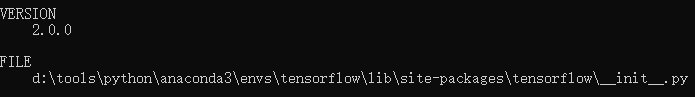 VERSION
2.0.0
FILE
d:\tools\python\anaconda3\envs\tensorflow\lib\site-packages\tensorflow\__init__.py